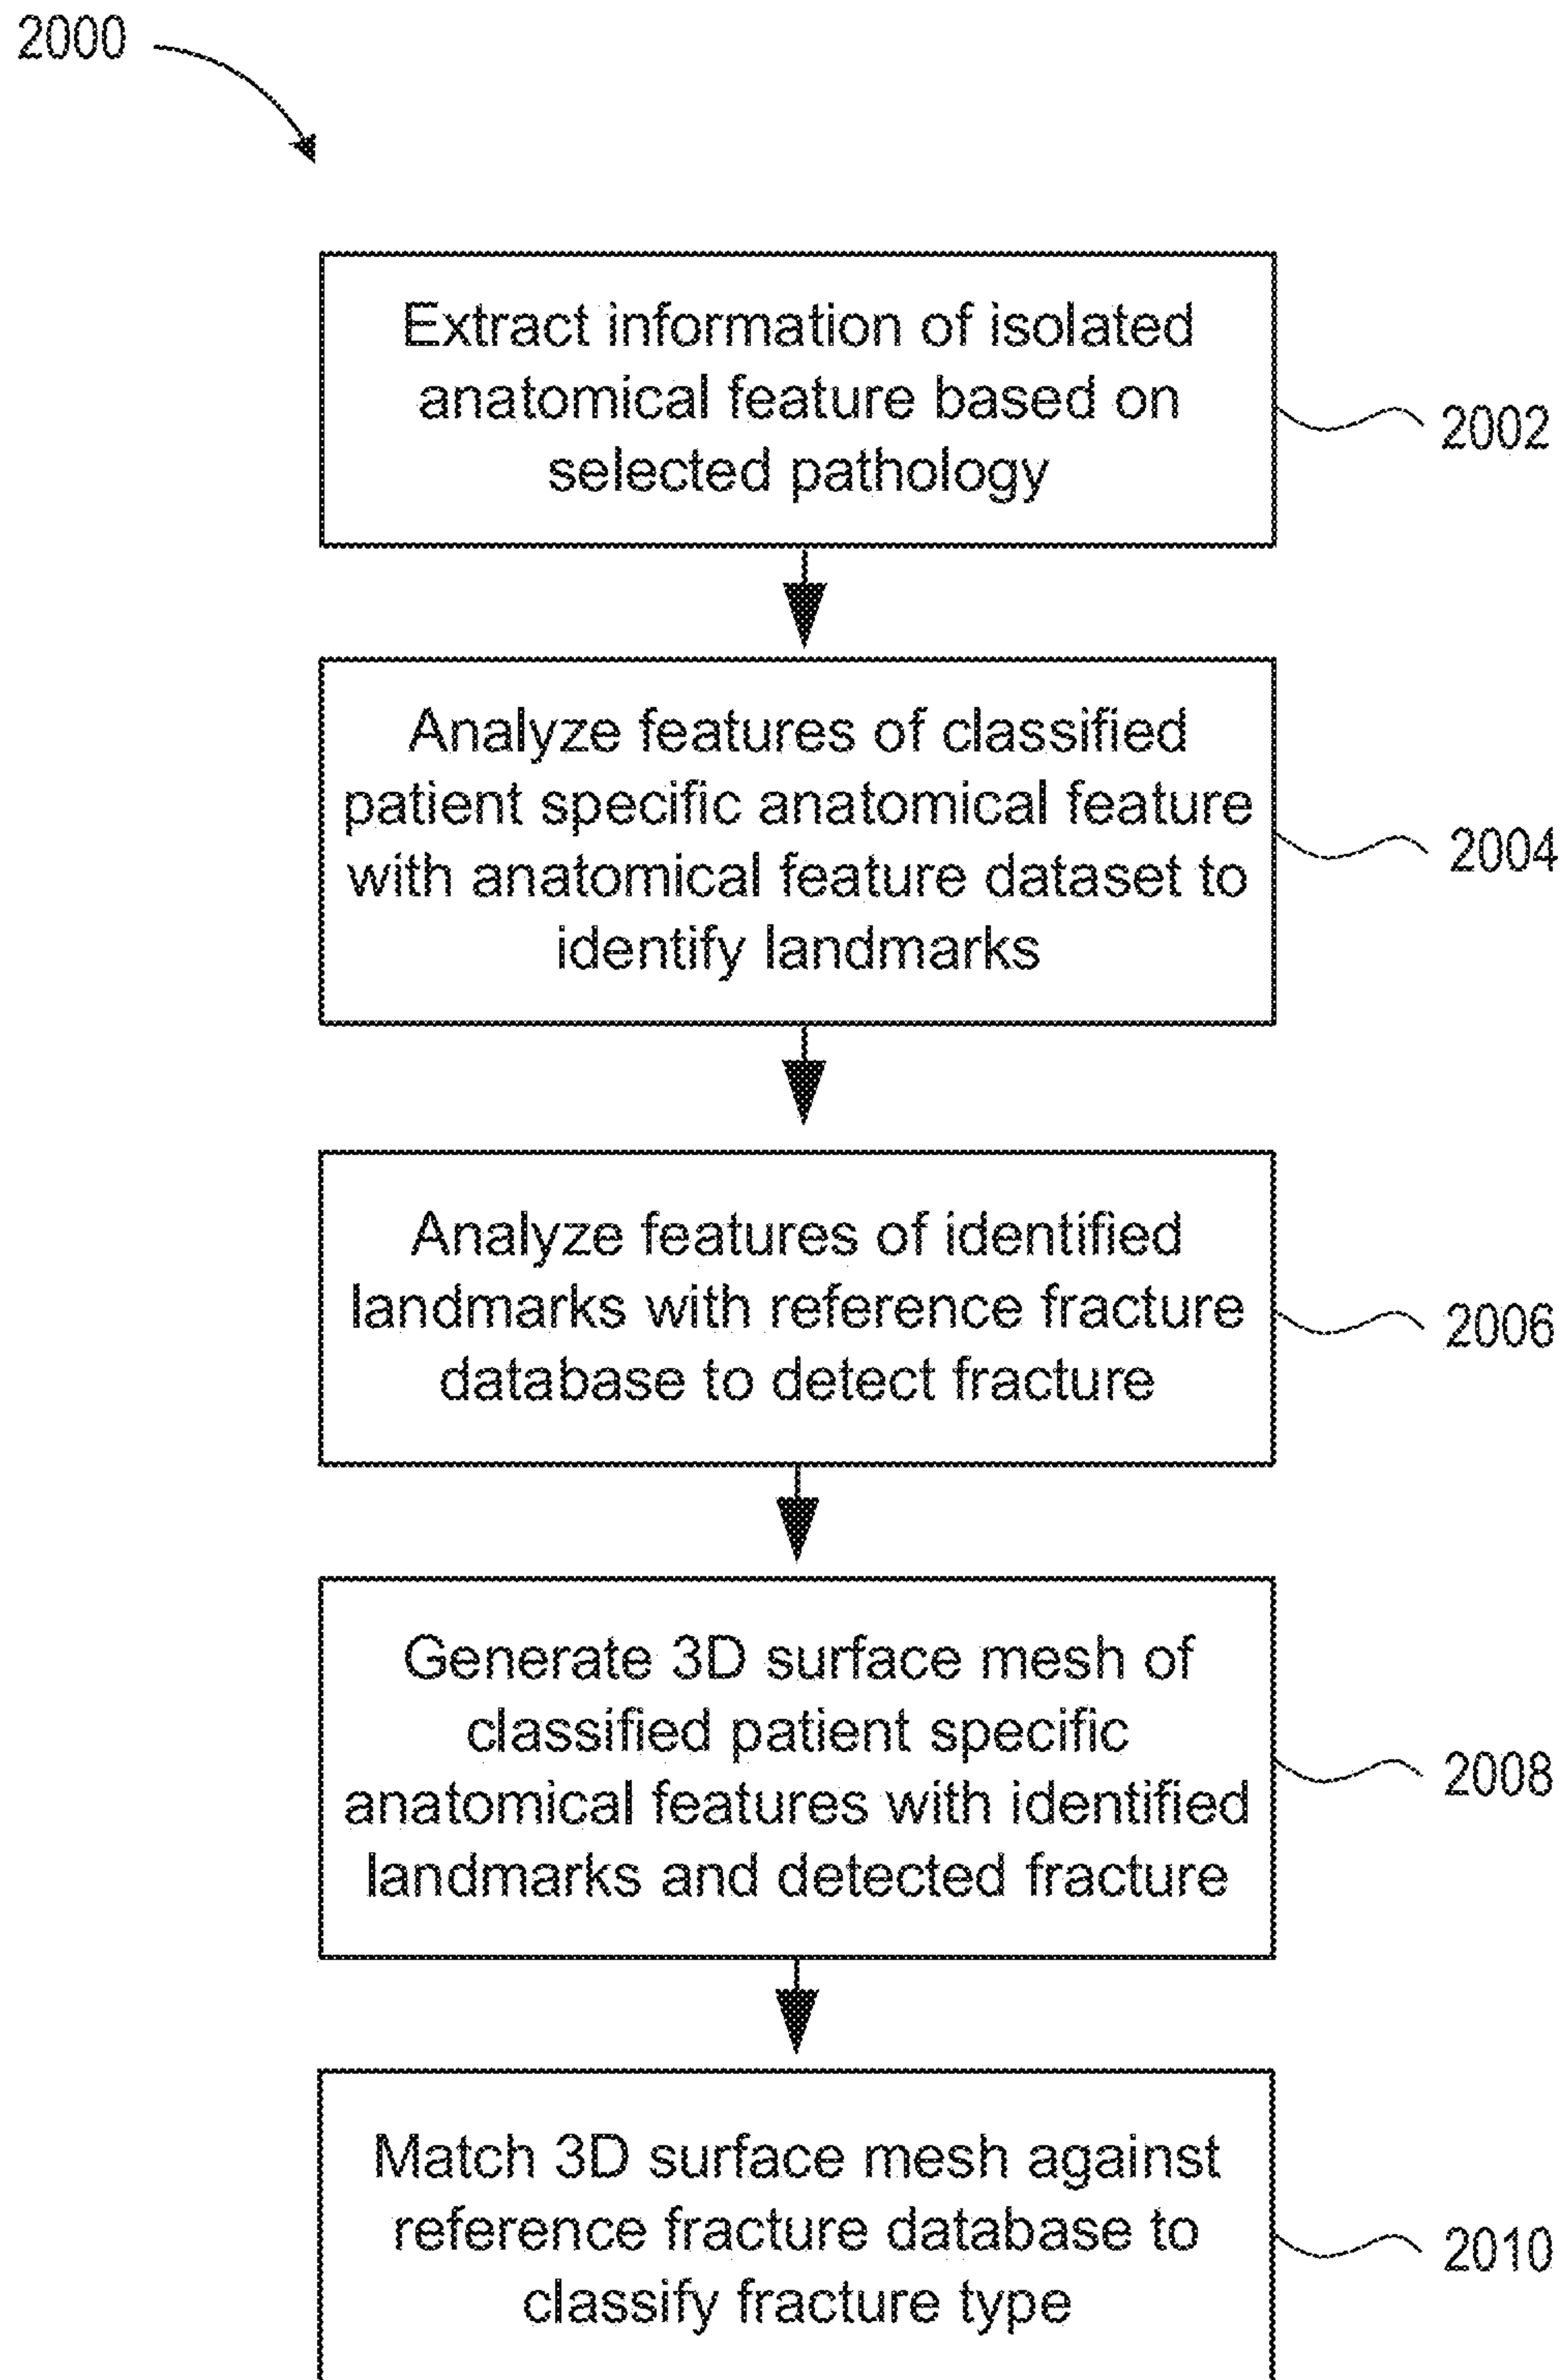 2000
Extract information of isolated
anatomical feature based on
selected pathology
2002
Analyze features of classified
patient specific anatomical feature
with anatomical feature dataset to
identify landmarks
2004
Analyze features of identified
landmarks with reference fracture
database to detect fracture
2006
Generate 3D surface mesh of
classified patient specific
anatomical features with identified
landmarks and detected fracture
2008
Match 3D surface mesh against
reference fracture database to
classify fracture type
2010